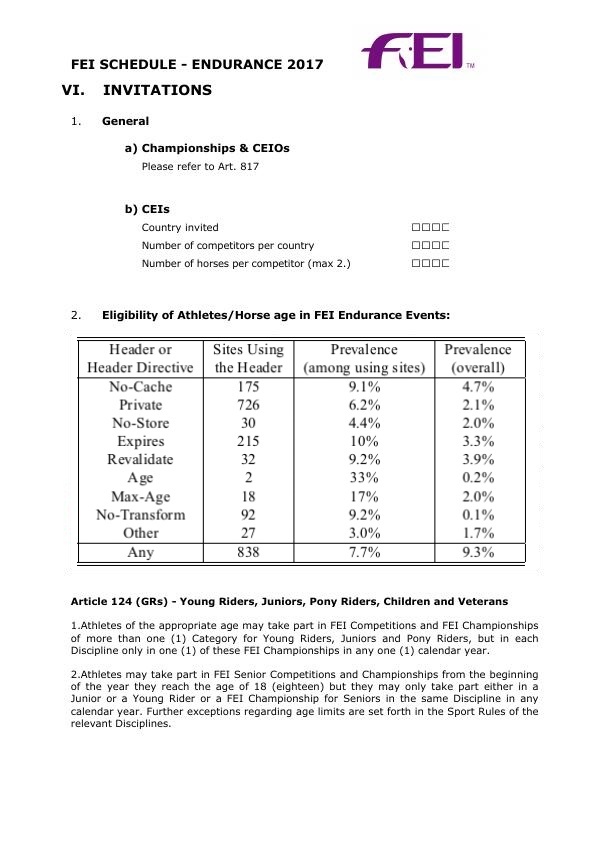 FEI
TM
FEI SCHEDULE - ENDURANCE 2017
VI. INVITATIONS
1. General
a) Championships & CEIOs
Please refer to Art. 817
b) CEIs
Country invited □□□□
Number of competitors per country □□□□
Number of horses per competitor (max 2.) □□□□
2. Eligibility of Athletes/Horse age in FEI Endurance Events:
Header or Sites Using Prevalence Prevalence
Header Directive the Header (among using sites) (overall)
No-Cache 175 9.1% 4.7%
Private 726 6.2% 2.1%
No-Store 30 4.4% 2.0%
Expires 215 10% 3.3%
Revalidate 32 9.2% 3.9%
Age 2 33% 0.2%
Max-Age 18 17% 2.0%
No-Transform 92 9.2% 0.1%
Other 27 3.0% 1.7%
Any 838 7.7% 9.3%
Article 124 (GRs) - Young Riders, Juniors, Pony Riders, Children and Veterans
1.Athletes of the appropriate age may take part in FEI Competitions and FEI Championships
of more than one (1) Category for Young Riders, Juniors and Pony Riders, but in each
Discipline only in one (1) of these FEI Championships in any one (1) calendar year.
2.Athletes may take part in FEI Senior Competitions and Championships from the beginning
of the year they reach the age of 18 (eighteen) but they may only take part either in a
Junior or a Young Rider or a FEI Championship for Seniors in the same Discipline in any
calendar year. Further exceptions regarding age limits are set forth in the Sport Rules of the
relevant Disciplines.